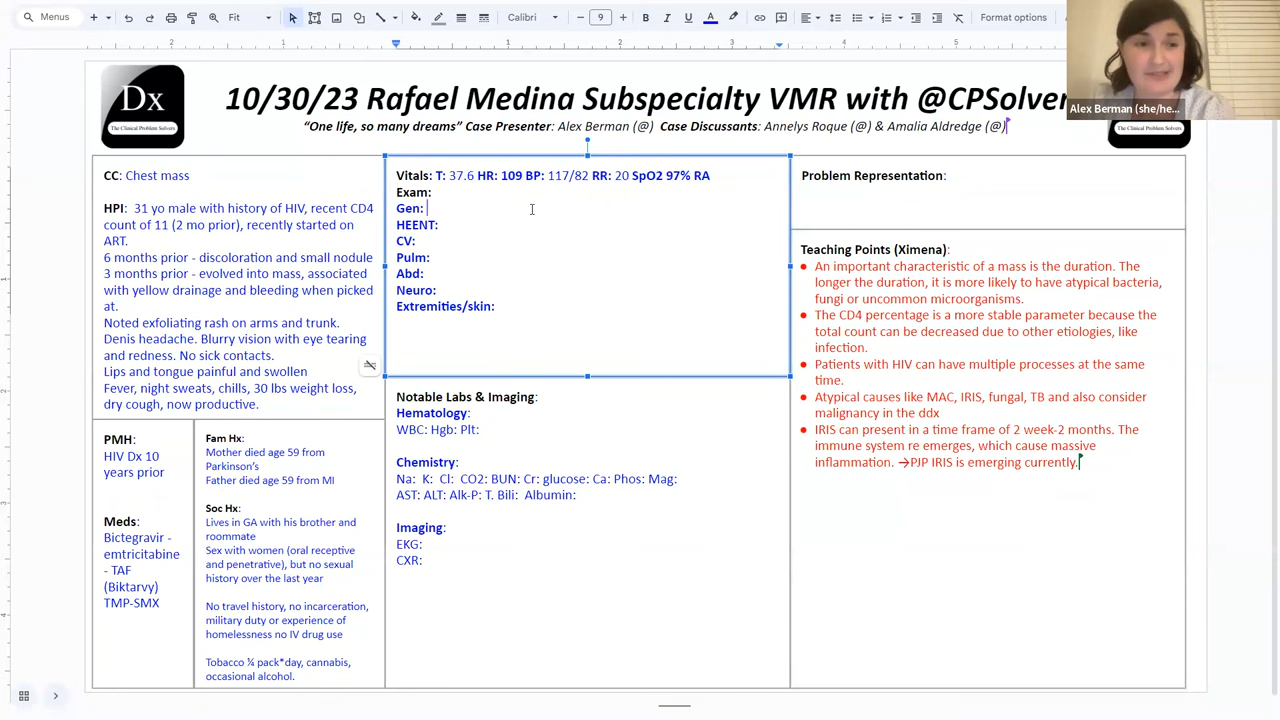 Menus
Fit
Calibri
9
B I U A
Format options
2 1 1 2 3 4 5
Alex Berman (she/he...
Dx
The Clinical Problem Solvers
10/30/23 Rafael Medina Subspecialty VMR with @CPSolver
"One life, so many dreams" Case Presenter: Alex Berman (@) Case Discussants: Annelys Roque (@) & Amalia Aldredge (@)
The Clinical Problem Solvers
CC: Chest mass
HPI: 31 yo male with history of HIV, recent CD4
count of 11 (2 mo prior), recently started on
ART.
6 months prior - discoloration and small nodule
3 months prior - evolved into mass, associated
with yellow drainage and bleeding when picked
at.
Noted exfoliating rash on arms and trunk.
Denis headache. Blurry vision with eye tearing
and redness. No sick contacts.
Lips and tongue painful and swollen
Fever, night sweats, chills, 30 lbs weight loss,
dry cough, now productive.
PMH:
HIV Dx 10
years prior
Meds:
Bictegravir -
emtricitabine
- TAF
(Biktarvy)
TMP-SMX
Fam Hx:
Mother died age 59 from
Parkinson's
Father died age 59 from MI
Soc Hx:
Lives in GA with his brother and
roommate
Sex with women (oral receptive
and penetrative), but no sexual
history over the last year
No travel history, no incarceration,
military duty or experience of
homelessness no IV drug use
Tobacco ¼ pack*day, cannabis,
occasional alcohol.
Vitals: T: 37.6 HR: 109 BP: 117/82 RR: 20 SpO2 97% RA
Exam:
Gen:
HEENT:
CV:
Pulm:
Abd:
Neuro:
Extremities/skin:
Notable Labs & Imaging:
Hematology:
WBC: Hgb: Plt:
Chemistry:
Na: K: Cl: CO2: BUN: Cr: glucose: Ca: Phos: Mag:
AST: ALT: Alk-P: T. Bili: Albumin:
Imaging:
EKG:
CXR:
Problem Representation:
Teaching Points (Ximena):
● An important characteristic of a mass is the duration. The
longer the duration, it is more likely to have atypical bacteria,
fungi or uncommon microorganisms.
● The CD4 percentage is a more stable parameter because the
total count can be decreased due to other etiologies, like
infection.
● Patients with HIV can have multiple processes at the same
time.
● Atypical causes like MAC, IRIS, fungal, TB and also consider
malignancy in the ddx
● IRIS can present in a time frame of 2 week-2 months. The
immune system re emerges, which cause massive
inflammation. →PJP IRIS is emerging currently.